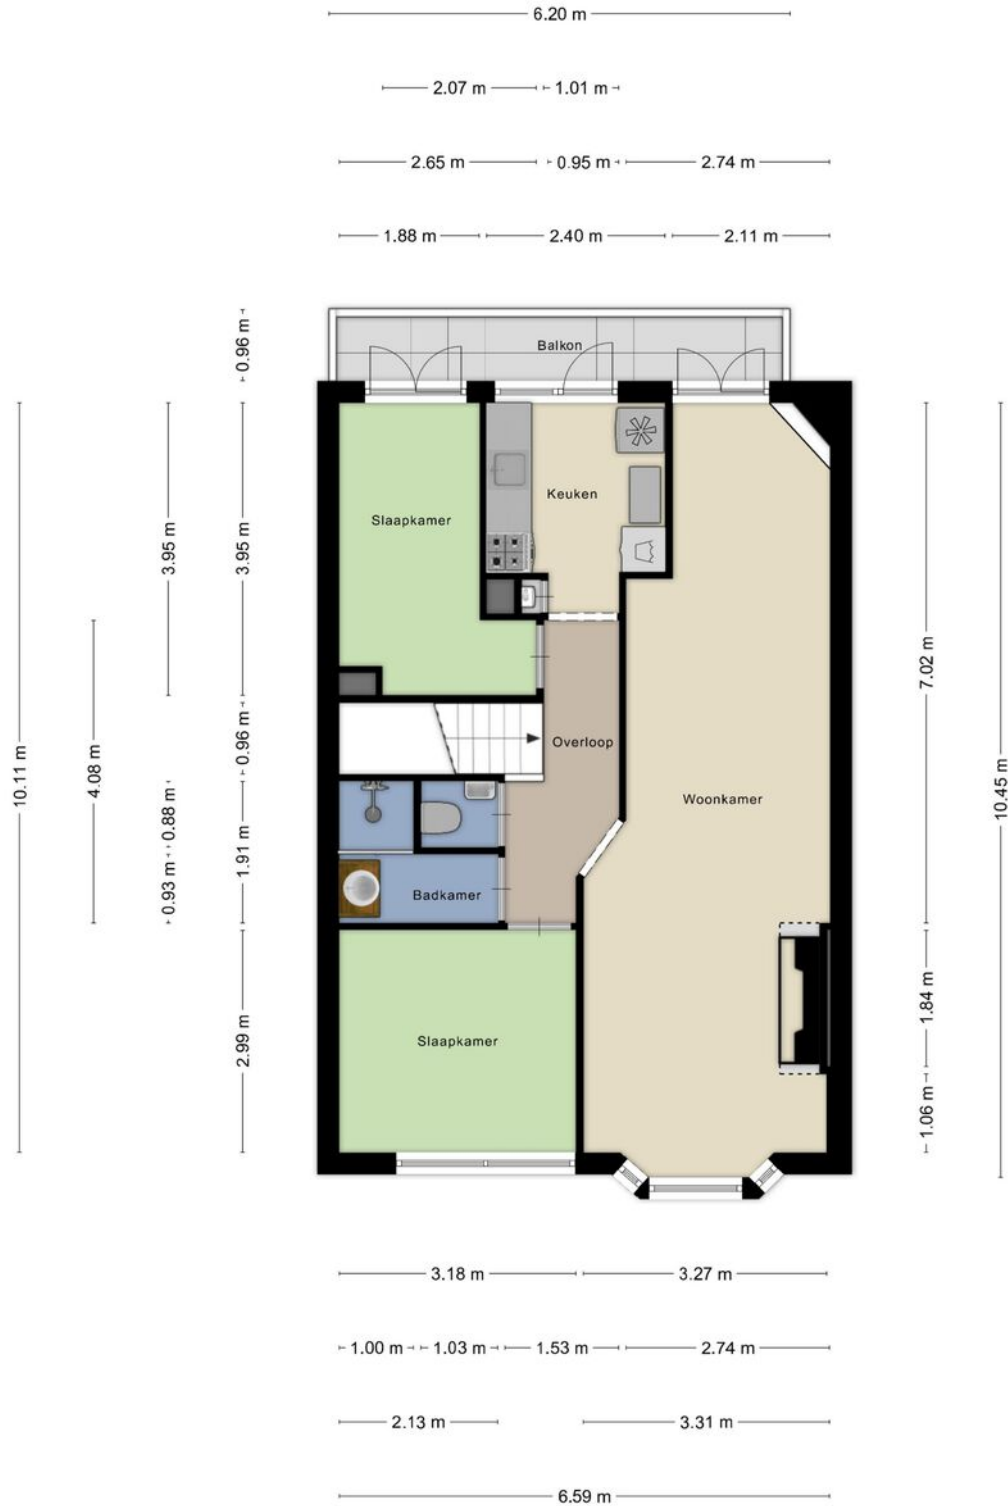 6.20 m
2.07 m
1.01 m
2.65 m
0.95 m
2.74 m
1.88 m
2.40 m
2.11 m
0.96 m
Balkon
Keuken
Slaapkamer
3.95 m
3.95 m
7.02 m
0.96 m
Overloop
10.11 m
4.08 m
10.45 m
Woonkamer
0.88 m
1.91 m
0.93 m
Badkamer
1.84 m
2.99 m
Slaapkamer
1.06 m
3.18 m
3.27 m
1.00 m
1.03 m
1.53 m
2.74 m
2.13 m
3.31 m
6.59 m